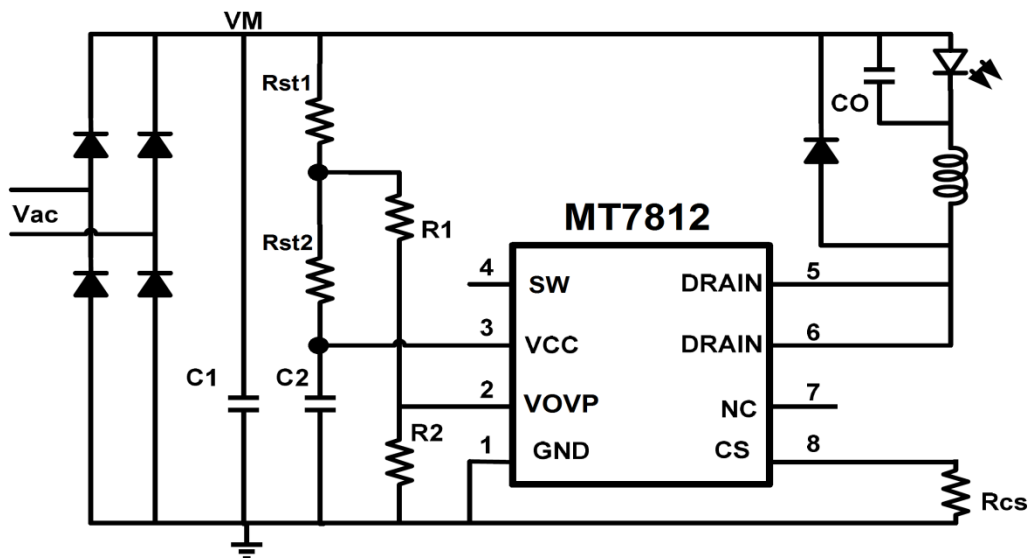 VM
Rst1
CO
Vac
R1
MT7812
Rst2
4
SW
DRAIN
5
3
VCC
DRAIN
6
C1
C2
2
VOVP
NC
7
R2
1
GND
CS
8
Rcs